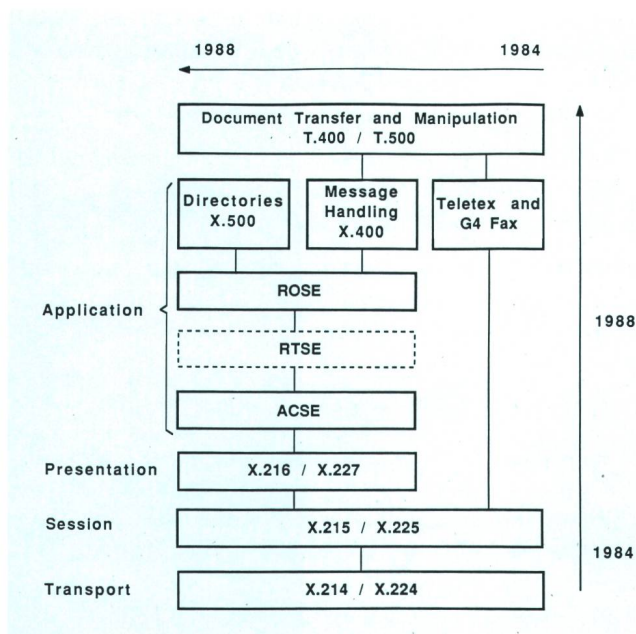 1988
1984
Document Transfer and Manipulation
T.400 / T.500
Directories
X.500
Message
Handling
X.400
Teletex and
G4 Fax
Application
ROSE
1988
RTSE
ACSE
Presentation
X.216 / X.227
Session
X.215 / X.225
1984
Transport
X.214 / X.224